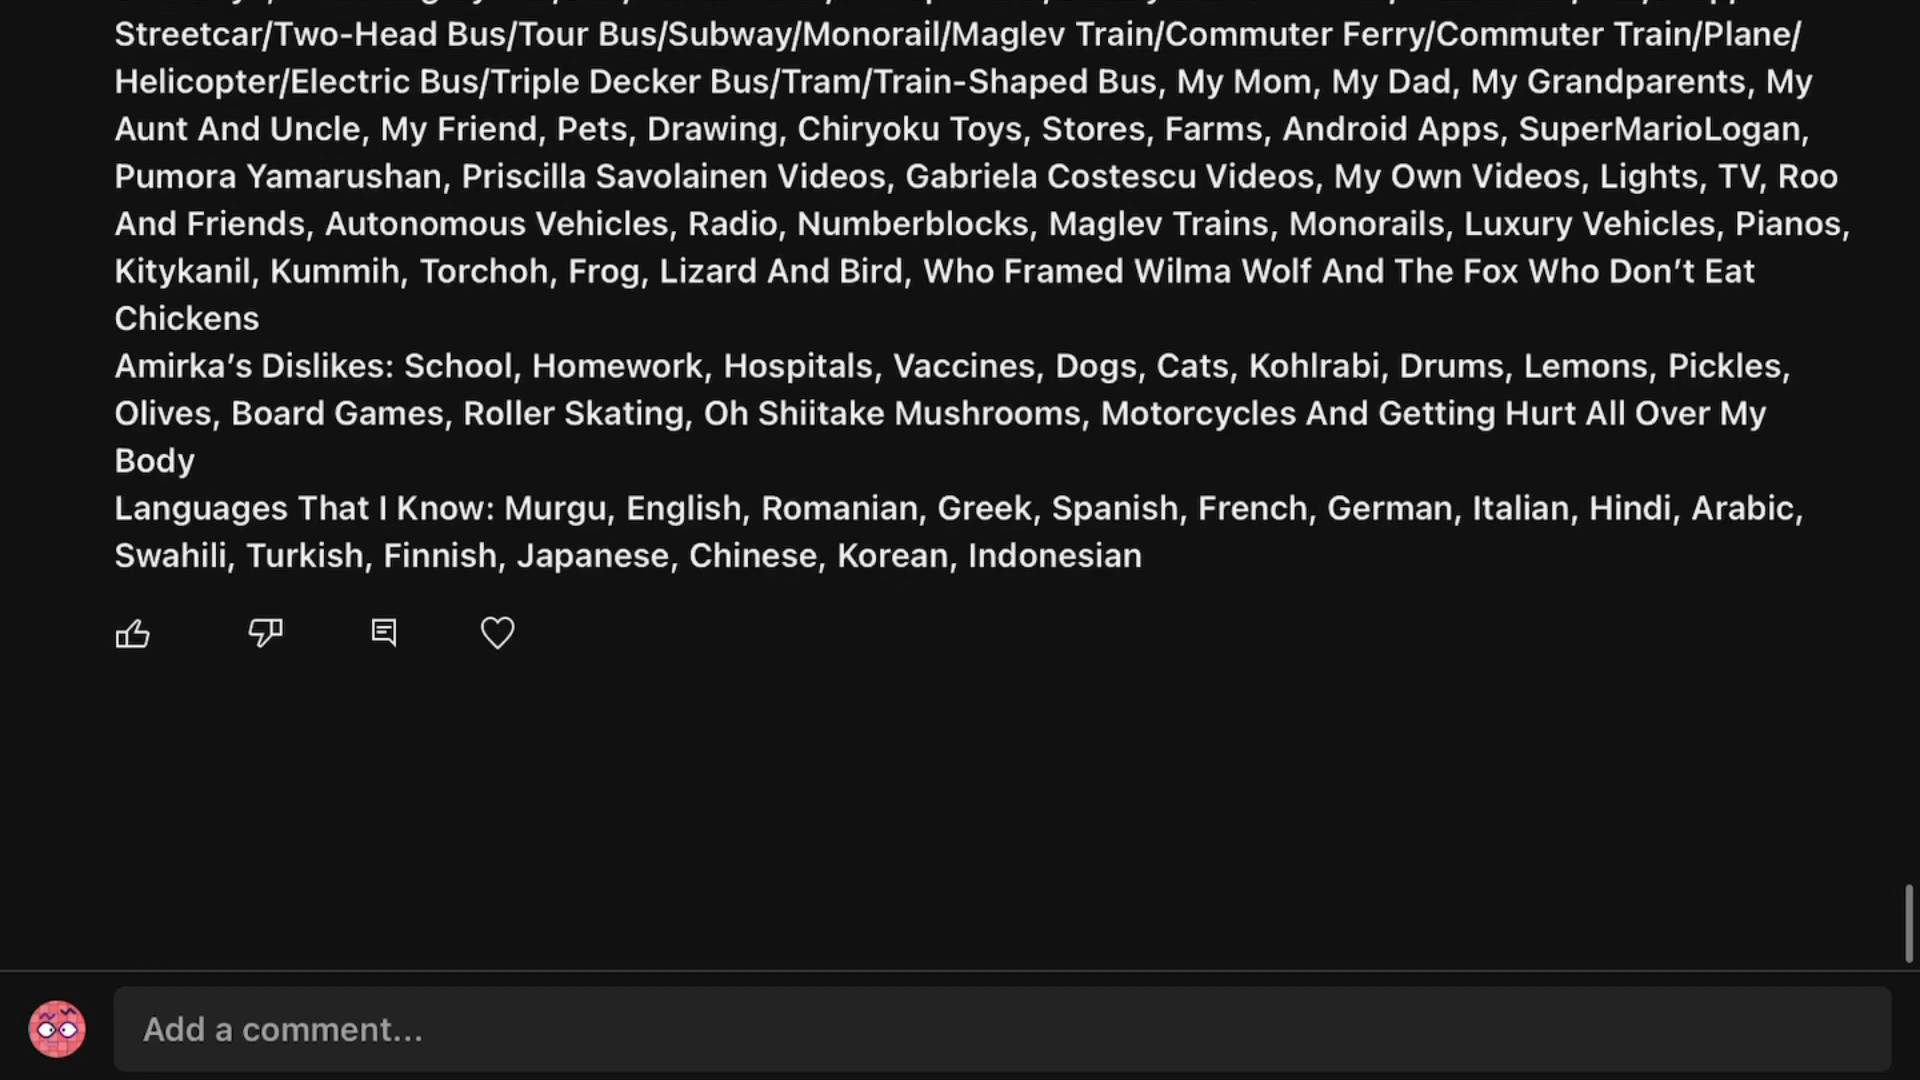 Streetcar/Two-Head Bus/Tour Bus/Subway/Monorail/Maglev Train/Commuter Ferry/Commuter Train/Plane/
Helicopter/Electric Bus/Triple Decker Bus/Tram/Train-Shaped Bus, My Mom, My Dad, My Grandparents, My
Aunt And Uncle, My Friend, Pets, Drawing, Chiryoku Toys, Stores, Farms, Android Apps, SuperMarioLogan,
Pumora Yamarushan, Priscilla Savolainen Videos, Gabriela Costescu Videos, My Own Videos, Lights, TV, Roo
And Friends, Autonomous Vehicles, Radio, Numberblocks, Maglev Trains, Monorails, Luxury Vehicles, Pianos,
Kitykanil, Kummih, Torchoh, Frog, Lizard And Bird, Who Framed Wilma Wolf And The Fox Who Don’t Eat
Chickens
Amirka’s Dislikes: School, Homework, Hospitals, Vaccines, Dogs, Cats, Kohlrabi, Drums, Lemons, Pickles,
Olives, Board Games, Roller Skating, Oh Shiitake Mushrooms, Motorcycles And Getting Hurt All Over My
Body
Languages That I Know: Murgu, English, Romanian, Greek, Spanish, French, German, Italian, Hindi, Arabic,
Swahili, Turkish, Finnish, Japanese, Chinese, Korean, Indonesian
Add a comment...